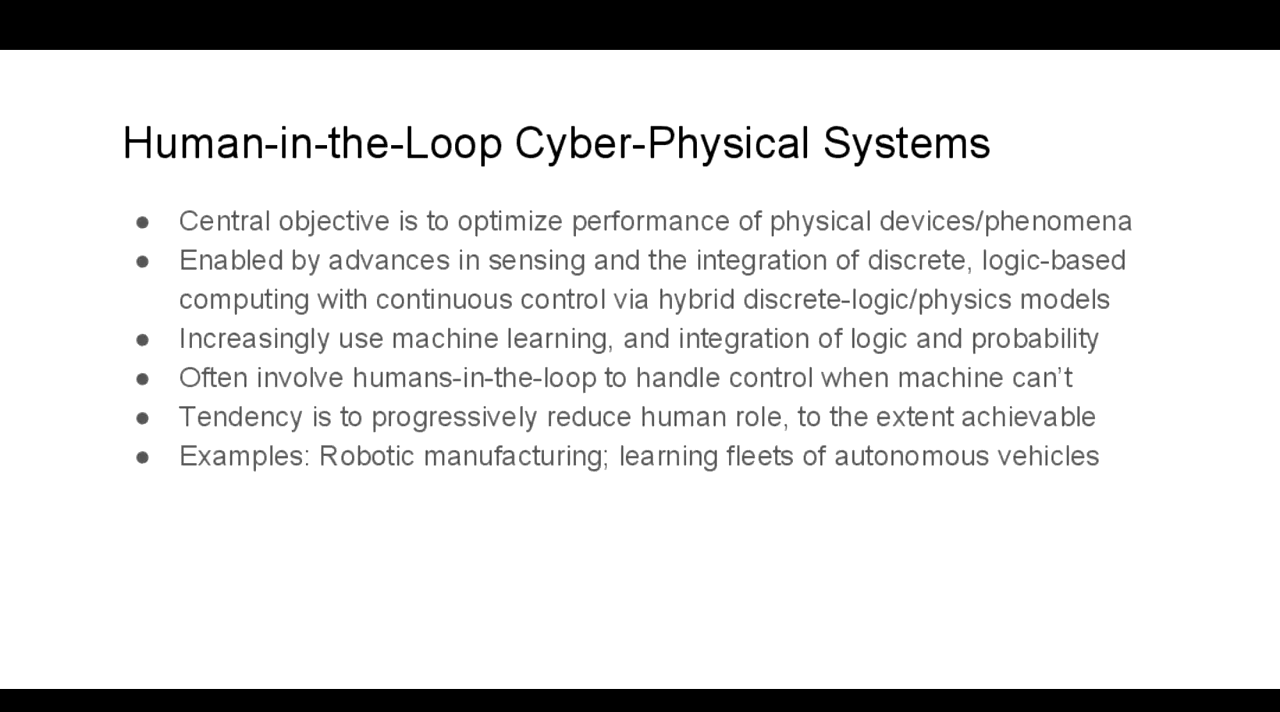 Human-in-the-Loop Cyber-Physical Systems
● Central objective is to optimize performance of physical devices/phenomena
● Enabled by advances in sensing and the integration of discrete, logic-based
computing with continuous control via hybrid discrete-logic/physics models
● Increasingly use machine learning, and integration of logic and probability
● Often involve humans-in-the-loop to handle control when machine can’t
● Tendency is to progressively reduce human role, to the extent achievable
● Examples: Robotic manufacturing; learning fleets of autonomous vehicles